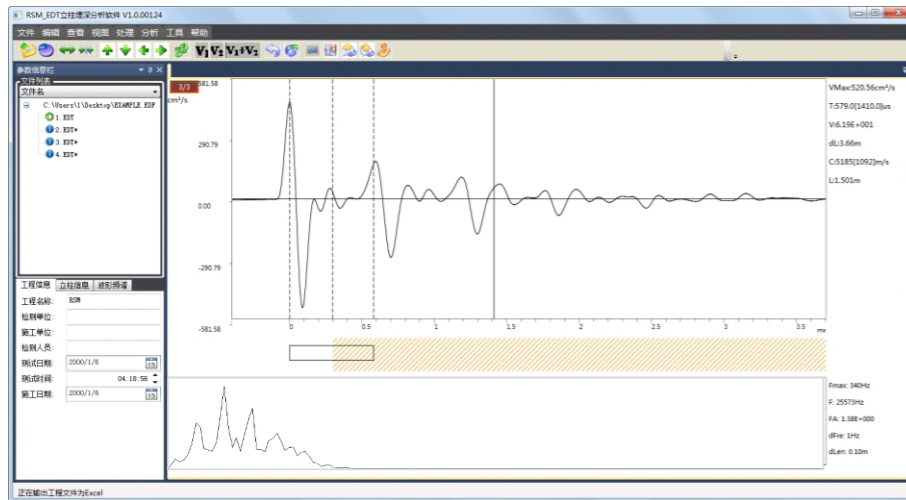 RSM_EDT立柱埋深分析软件 V1.0.00124
文件 编辑 查看 视图 处理 分析 工具 帮助
V1 V2 V1+V2
参数信息栏
文件列表
文件名
C:\Users\1\Desktop\EXAMPLE.EDF
1.EDT
2.EDT*
3.EDT*
4.EDT*
工程信息 立柱信息 波形频谱
工程名称: RSM
检测单位:
施工单位:
检测人员:
测试日期: 2000/1/6 15
测试时间: 04:18:56
施工日期: 2000/1/6 15
3/3
581.58
cm²/s
290.79
0.00
-290.79
-581.58
0 0.5 1 1.5 2 2.5 3 3.5 ms
VMax:520.56cm²/s
T:579.0[1410.0]us
V:6.19E+001
dL:3.66m
C:5185[1092]m/s
L:1.501m
Fmax: 340Hz
F: 25573Hz
FA: 1.38E+000
dFre: 1Hz
dLen: 0.10m
正在输出工程文件为Excel